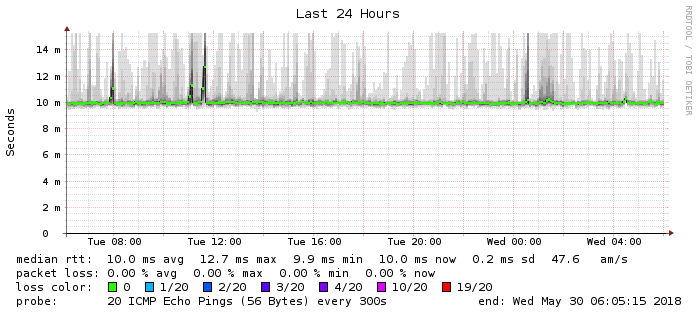 Last 24 Hours
RRDTOOL / TOBI OETIKER
Seconds
14 m
12 m
10 m
8 m
6 m
4 m
2 m
0
Tue 08:00 Tue 12:00 Tue 16:00 Tue 20:00 Wed 00:00 Wed 04:00
median rtt: 10.0 ms avg 12.7 ms max 9.9 ms min 10.0 ms now 0.2 ms sd 47.6 am/s
packet loss: 0.00 % avg 0.00 % max 0.00 % min 0.00 % now
loss color: 0 1/20 2/20 3/20 4/20 10/20 19/20
probe: 20 ICMP Echo Pings (56 Bytes) every 300s end: Wed May 30 06:05:15 2018